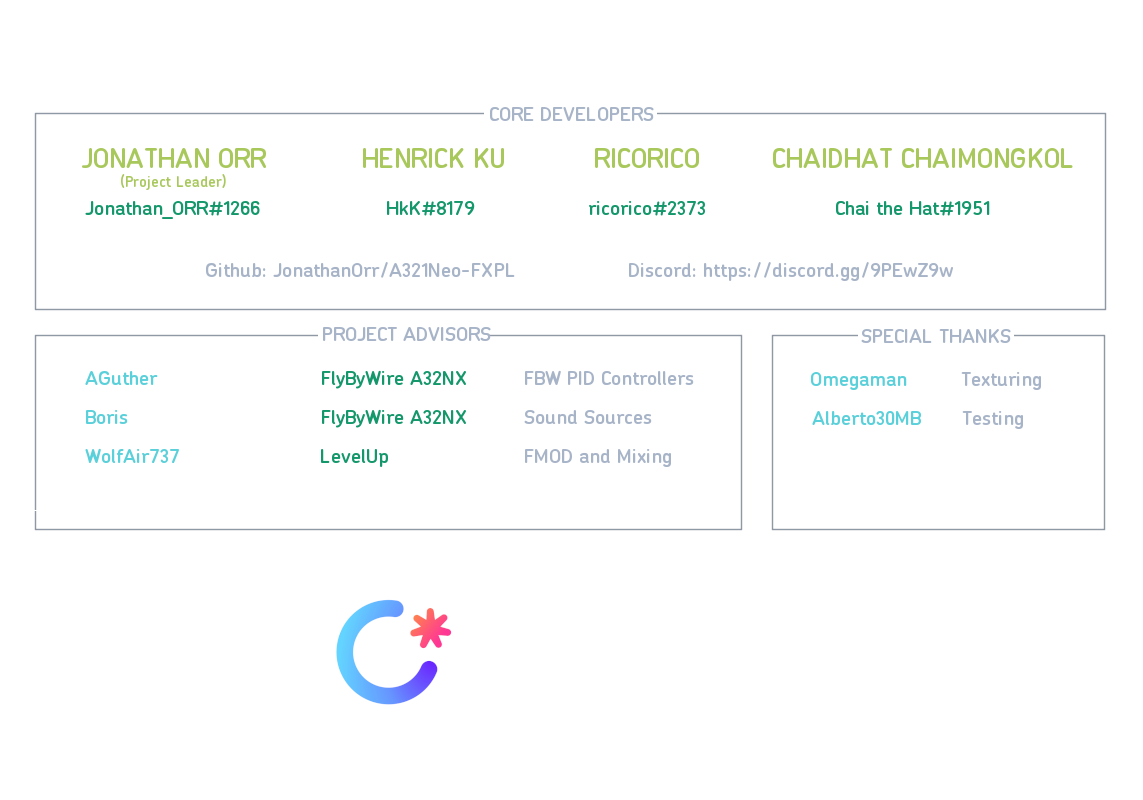 CORE DEVELOPERS
JONATHAN ORR HENRICK KU RICORICO CHAIDHAT CHAIMONGKOL
(Project Leader)
Jonathan_ORR#1266 HkK#8179 ricorico#2373 Chai the Hat#1951
Github: JonathanOrr/A321Neo-FXPL Discord: https://discord.gg/9PEwZ9w
PROJECT ADVISORS
AGuther FlyByWire A32NX FBW PID Controllers
Boris FlyByWire A32NX Sound Sources
WolfAir737 LevelUp FMOD and Mixing
SPECIAL THANKS
Omegaman Texturing
Alberto30MB Testing